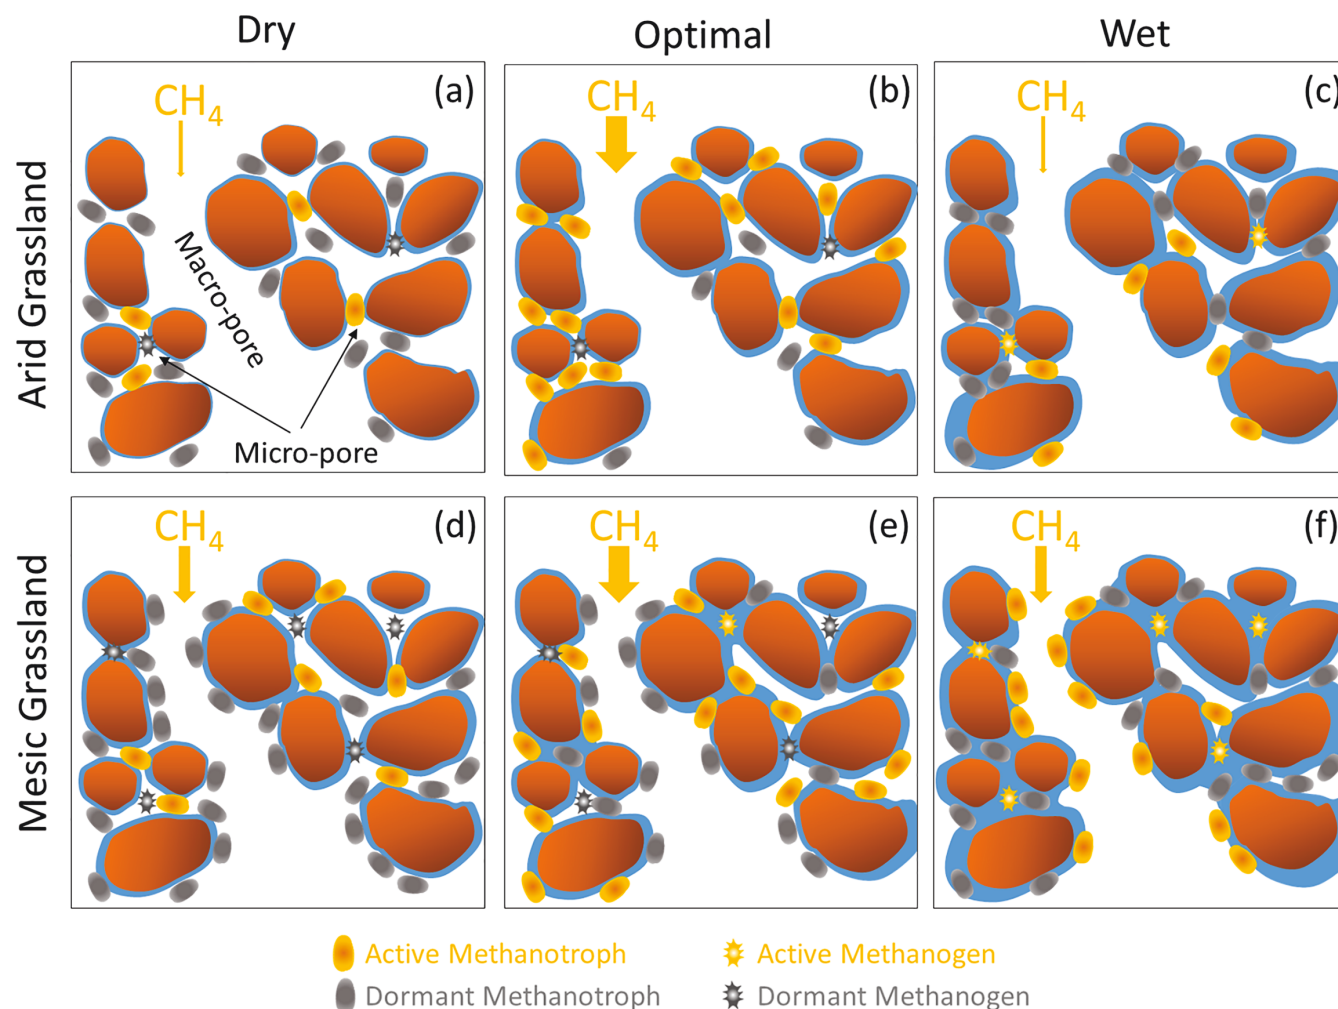 Dry
Optimal
Wet
Arid Grassland
CH4
(a)
Macro-pore
Micro-pore
CH4
(b)
CH4
(c)
Mesic Grassland
CH4
(d)
CH4
(e)
CH4
(f)
Active Methanotroph
Active Methanogen
Dormant Methanotroph
Dormant Methanogen